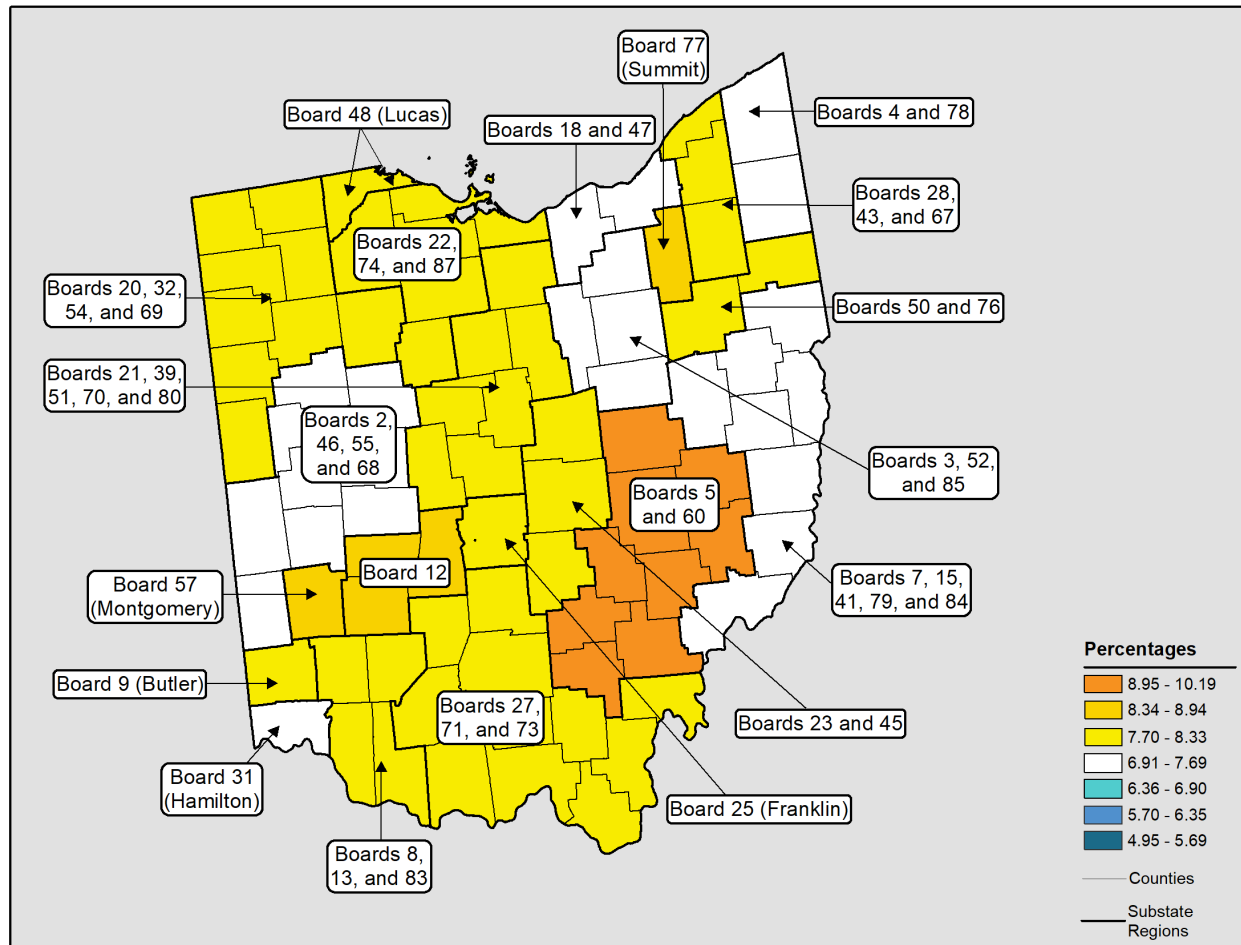 Board 77
(Summit)
Board 48 (Lucas)
Boards 18 and 47
Boards 4 and 78
Boards 28,
43, and 67
Boards 22,
74, and 87
Boards 20, 32,
54, and 69
Boards 50 and 76
Boards 21, 39,
51, 70, and 80
Boards 2,
46, 55,
and 68
Boards 3, 52,
and 85
Boards 5
and 60
Board 12
Board 57
(Montgomery)
Boards 7, 15,
41, 79, and 84
Board 9 (Butler)
Boards 27,
71, and 73
Boards 23 and 45
Board 31
(Hamilton)
Board 25 (Franklin)
Boards 8,
13, and 83
Percentages
8.95 - 10.19
8.34 - 8.94
7.70 - 8.33
6.91 - 7.69
6.36 - 6.90
5.70 - 6.35
4.95 - 5.69
Counties
Substate
Regions